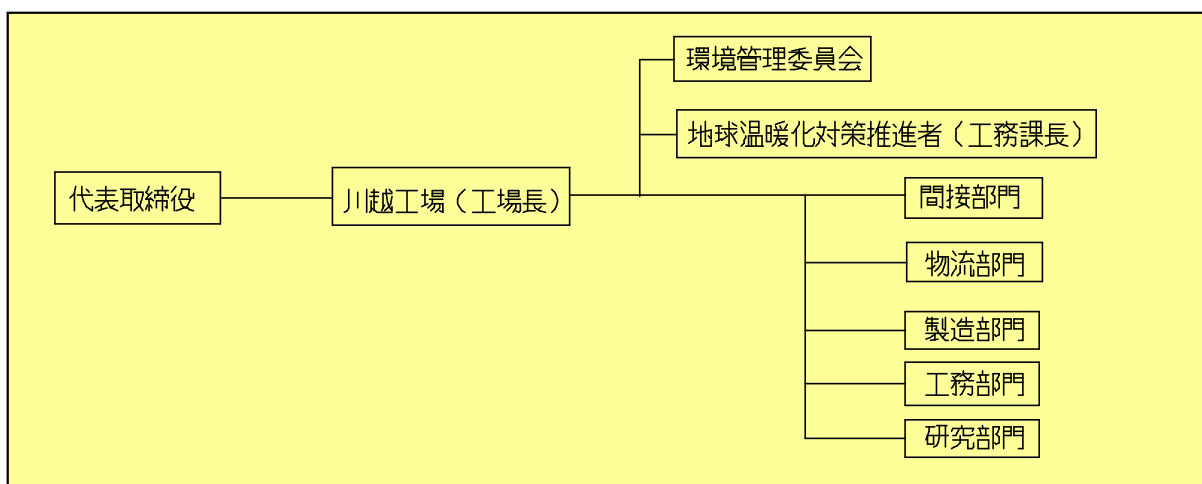 環境管理委員会
地球温暖化対策推進者（工務課長）
代表取締役
川越工場（工場長）
間接部門
物流部門
製造部門
工務部門
研究部門